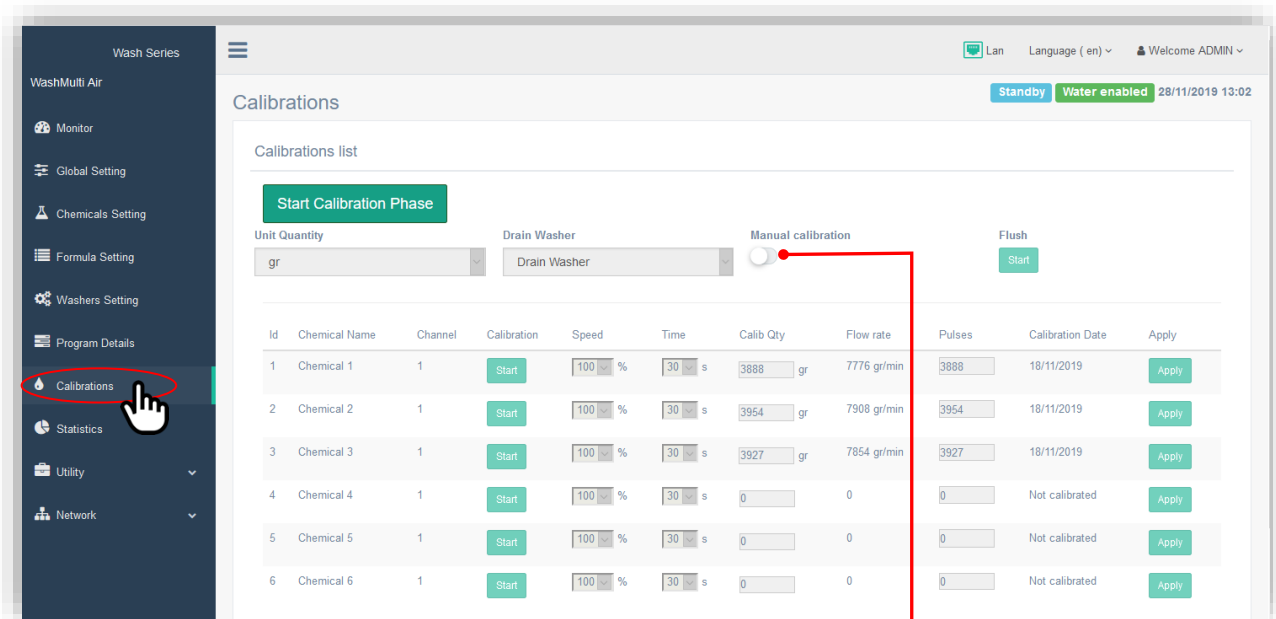 Wash Series
WashMulti Air
Monitor
Global Setting
Chemicals Setting
Formula Setting
Washers Setting
Program Details
Calibrations
Statistics
Utility
Network
Lan Language ( en) Welcome ADMIN
Standby Water enabled 28/11/2019 13:02
Calibrations
Calibrations list
Start Calibration Phase
Unit Quantity Drain Washer Manual calibration Flush
gr Drain Washer Start
Id Chemical Name Channel Calibration Speed Time Calib Qty Flow rate Pulses Calibration Date Apply
1 Chemical 1 1 Start 100 % 30 s 3888 gr 7776 gr/min 3888 18/11/2019 Apply
2 Chemical 2 1 Start 100 % 30 s 3954 gr 7908 gr/min 3954 18/11/2019 Apply
3 Chemical 3 1 Start 100 % 30 s 3927 gr 7854 gr/min 3927 18/11/2019 Apply
4 Chemical 4 1 Start 100 % 30 s 0 0 0 Not calibrated Apply
5 Chemical 5 1 Start 100 % 30 s 0 0 0 Not calibrated Apply
6 Chemical 6 1 Start 100 % 30 s 0 0 0 Not calibrated Apply